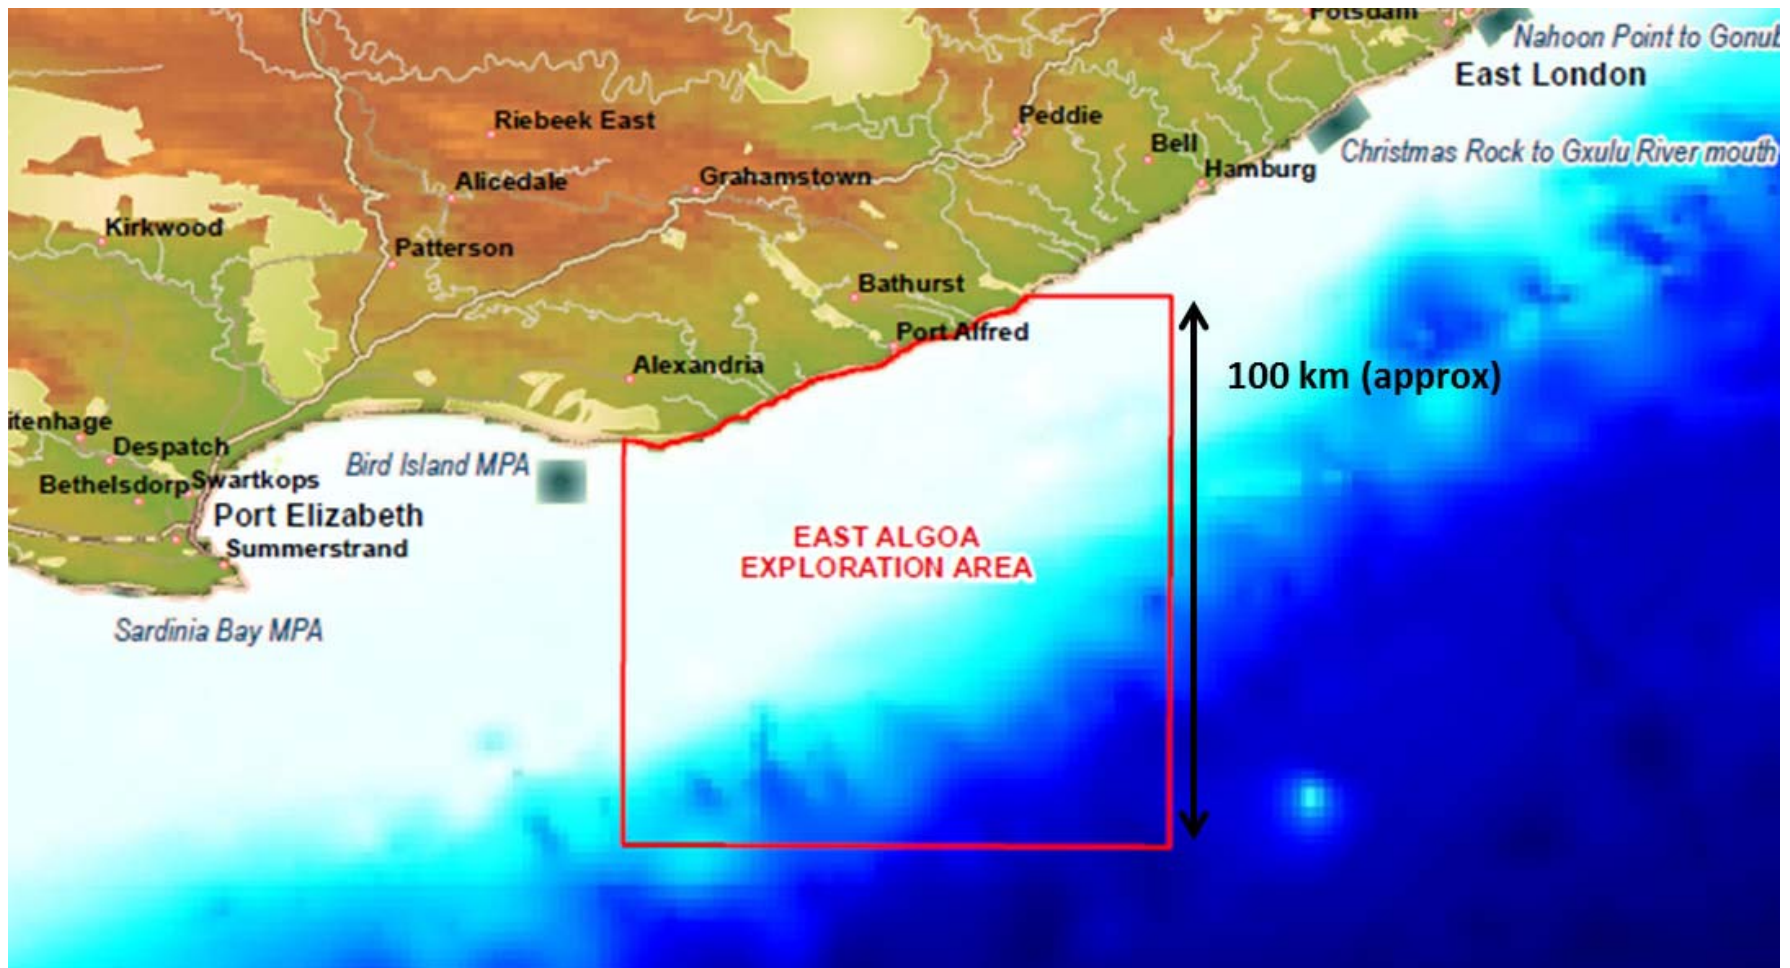 Potsdam
Nahoon Point to Gonub
East London
Riebeek East
Peddie
Bell
Christmas Rock to Gxulu River mouth
Hamburg
Alicedale
Grahamstown
Kirkwood
Patterson
Bathurst
Port Alfred
Alexandria
100 km (approx)
itenhage
Despatch
Bird Island MPA
Bethelsdorp
Swartkops
Port Elizabeth
Summerstrand
EAST ALGOA
EXPLORATION AREA
Sardinia Bay MPA